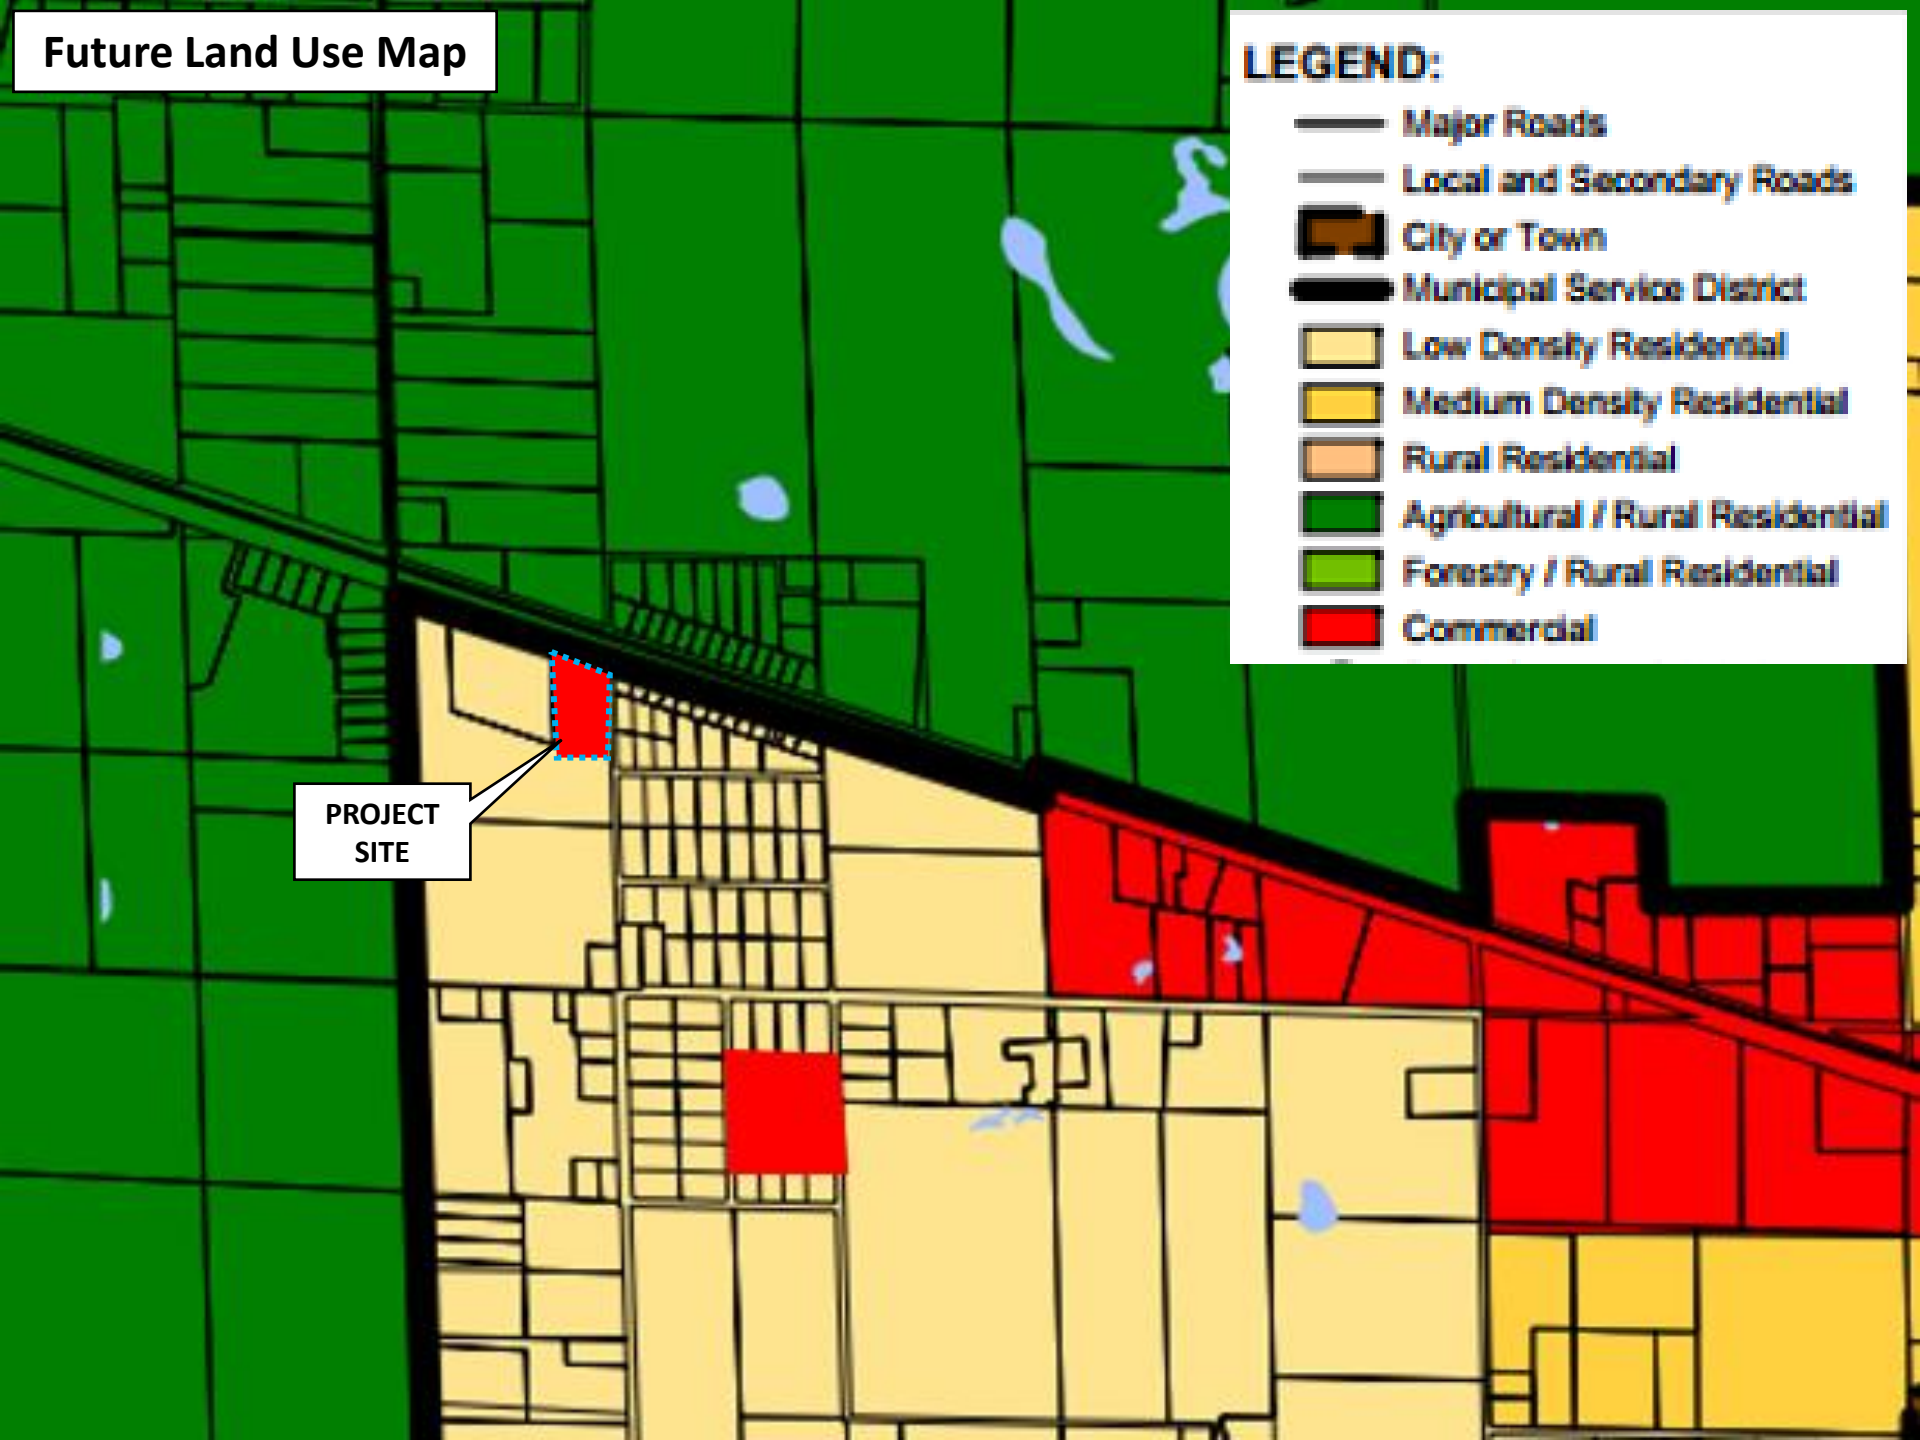 Future Land Use Map
LEGEND:
Major Roads
Local and Secondary Roads
City or Town
Municipal Service District
Low Density Residential
Medium Density Residential
Rural Residential
Agricultural / Rural Residential
Forestry / Rural Residential
Commercial
PROJECT
SITE